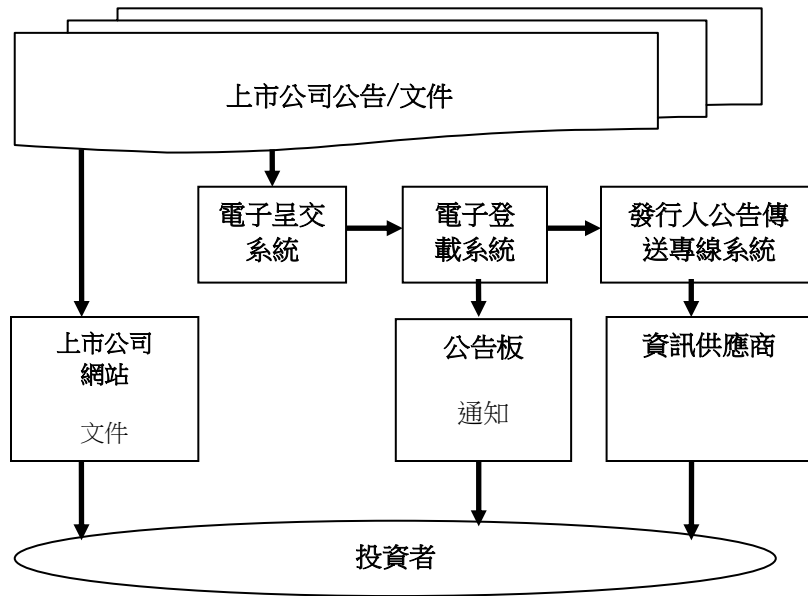 上市公司公告/文件
電子呈交
系統
電子登
載系統
發行人公告傳
送專線系統
上市公司
網站
文件
公告板
通知
資訊供應商
投資者